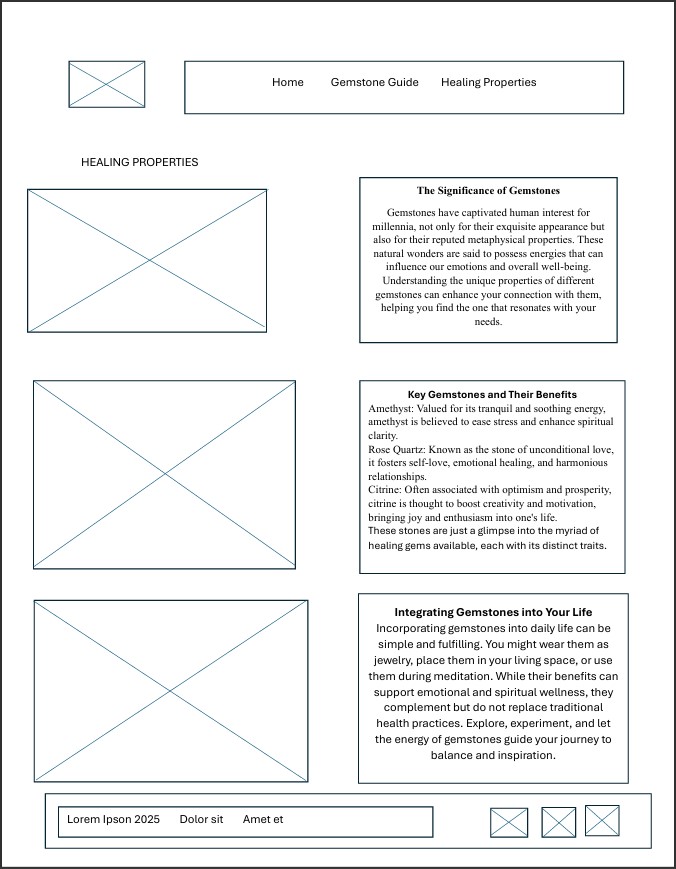 Home Gemstone Guide Healing Properties
HEALING PROPERTIES
The Significance of Gemstones
Gemstones have captivated human interest for
millennia, not only for their exquisite appearance but
also for their reputed metaphysical properties. These
natural wonders are said to possess energies that can
influence our emotions and overall well-being.
Understanding the unique properties of different
gemstones can enhance your connection with them,
helping you find the one that resonates with your
needs.
Key Gemstones and Their Benefits
Amethyst: Valued for its tranquil and soothing energy,
amethyst is believed to ease stress and enhance spiritual
clarity.
Rose Quartz: Known as the stone of unconditional love,
it fosters self-love, emotional healing, and harmonious
relationships.
Citrine: Often associated with optimism and prosperity,
citrine is thought to boost creativity and motivation,
bringing joy and enthusiasm into one's life.
These stones are just a glimpse into the myriad of
healing gems available, each with its distinct traits.
Integrating Gemstones into Your Life
Incorporating gemstones into daily life can be
simple and fulfilling. You might wear them as
jewelry, place them in your living space, or use
them during meditation. While their benefits can
support emotional and spiritual wellness, they
complement but do not replace traditional
health practices. Explore, experiment, and let
the energy of gemstones guide your journey to
balance and inspiration.
Lorem Ipson 2025 Dolor sit Amet et